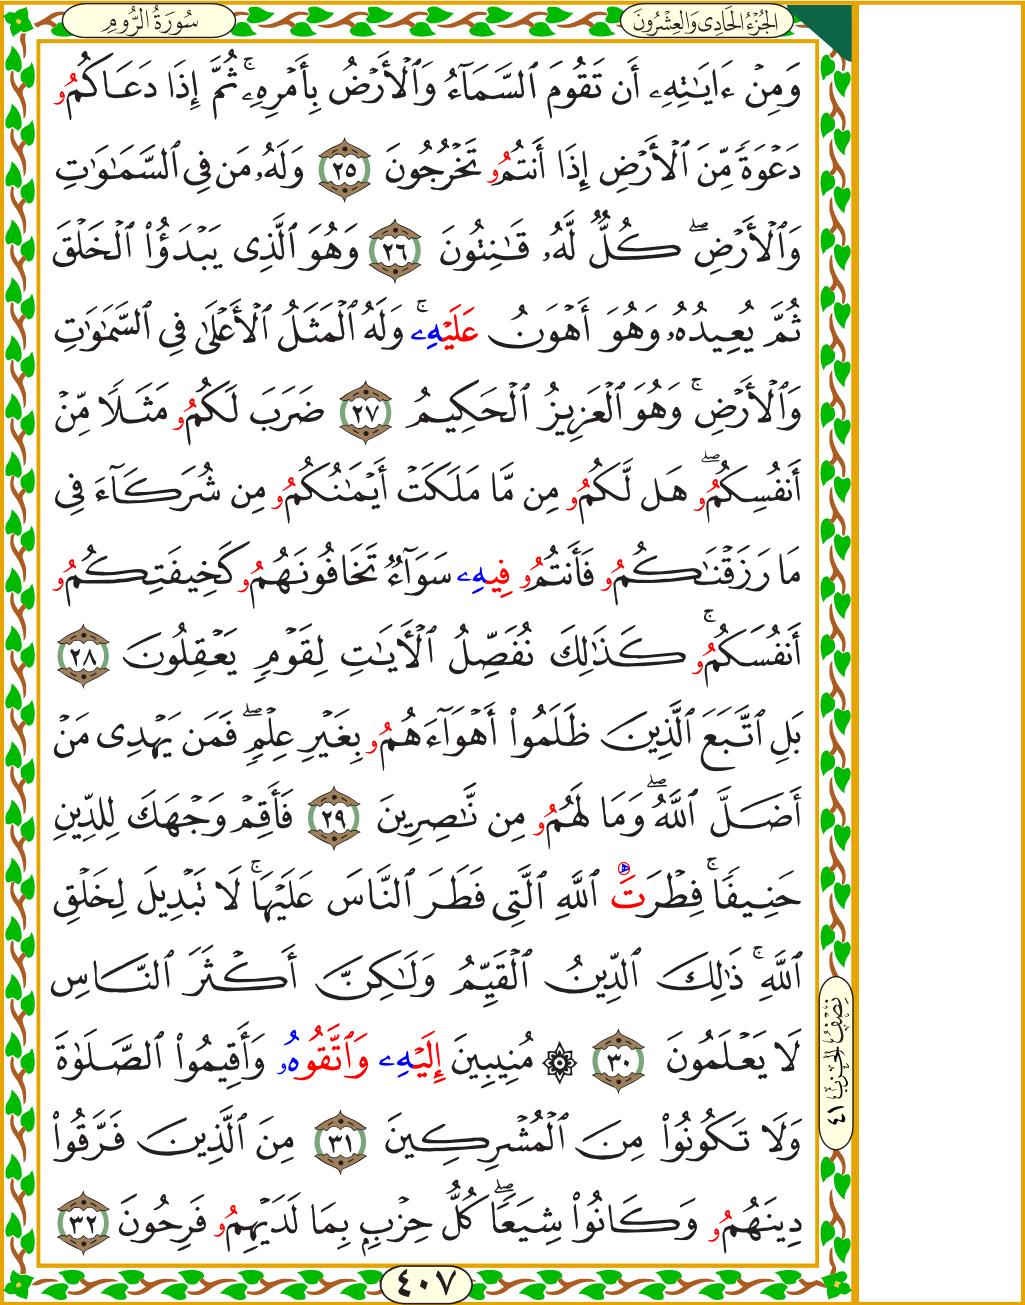 سُورَةُ الرُّومِ
الجُزْءُ الحَادِى وَالعِشْرُونَ
وَمِنْ ءَايَـٰتِهِۦٓ أَن تَقُومَ ٱلسَّمَآءُ وَٱلْأَرْضُ بِأَمْرِهِۦ ۚ ثُمَّ إِذَا دَعَاكُمُۥ
دَعْوَةً مِّنَ ٱلْأَرْضِ إِذَا أَنتُمُۥ تَخْرُجُونَ ٢٥ وَلَهُۥ مَن فِى ٱلسَّمَـٰوَٰتِ
وَٱلْأَرْضِ ۖ كُلٌّ لَّهُۥ قَـٰنِتُونَ ٢٦ وَهُوَ ٱلَّذِى يَبْدَؤُا۟ ٱلْخَلْقَ
ثُمَّ يُعِيدُهُۥ وَهُوَ أَهْوَنُ عَلَيْهِۦ ۚ وَلَهُ ٱلْمَثَلُ ٱلْأَعْلَىٰ فِى ٱلسَّمَـٰوَٰتِ
وَٱلْأَرْضِ ۚ وَهُوَ ٱلْعَزِيزُ ٱلْحَكِيمُ ٢٧ ضَرَبَ لَكُمُۥ مَثَلًا مِّنْ
أَنفُسِكُمُۥ ۖ هَل لَّكُمُۥ مِن مَّا مَلَكَتْ أَيْمَـٰنُكُمُۥ مِن شُرَكَآءَ فِى
مَا رَزَقْنَـٰكُمُۥ فَأَنتُمُۥ فِيهِۦ سَوَآءٌ تَخَافُونَهُمُۥ كَخِيفَتِكُمُۥ
أَنفُسَكُمُۥ ۚ كَذَٰلِكَ نُفَصِّلُ ٱلْأَيَـٰتِ لِقَوْمٍ يَعْقِلُونَ ٢٨
بَلِ ٱتَّبَعَ ٱلَّذِينَ ظَلَمُوا۟ أَهْوَآءَهُمُۥ بِغَيْرِ عِلْمٍ ۖ فَمَن يَهْدِى مَنْ
أَضَلَّ ٱللَّهُ ۖ وَمَا لَهُمُۥ مِن نَّـٰصِرِينَ ٢٩ فَأَقِمْ وَجْهَكَ لِلدِّينِ
حَنِيفًا ۚ فِطْرَتَ ٱللَّهِ ٱلَّتِى فَطَرَ ٱلنَّاسَ عَلَيْهَا ۚ لَا تَبْدِيلَ لِخَلْقِ
ٱللَّهِ ۚ ذَٰلِكَ ٱلدِّينُ ٱلْقَيِّمُ وَلَـٰكِنَّ أَكْثَرَ ٱلنَّاسِ
لَا يَعْلَمُونَ ٣٠ ۞ مُنِيبِينَ إِلَيْهِۦ وَٱتَّقُوهُۥ وَأَقِيمُوا۟ ٱلصَّلَوٰةَ
وَلَا تَكُونُوا۟ مِنَ ٱلْمُشْرِكِينَ ٣١ مِنَ ٱلَّذِينَ فَرَّقُوا۟
دِينَهُمُۥ وَكَانُوا۟ شِيَعًا ۖ كُلُّ حِزْبٍ بِمَا لَدَيْهِمُۥ فَرِحُونَ ٣٢
نِصْفُ الحِزْبِ ٤١
٤٠٧